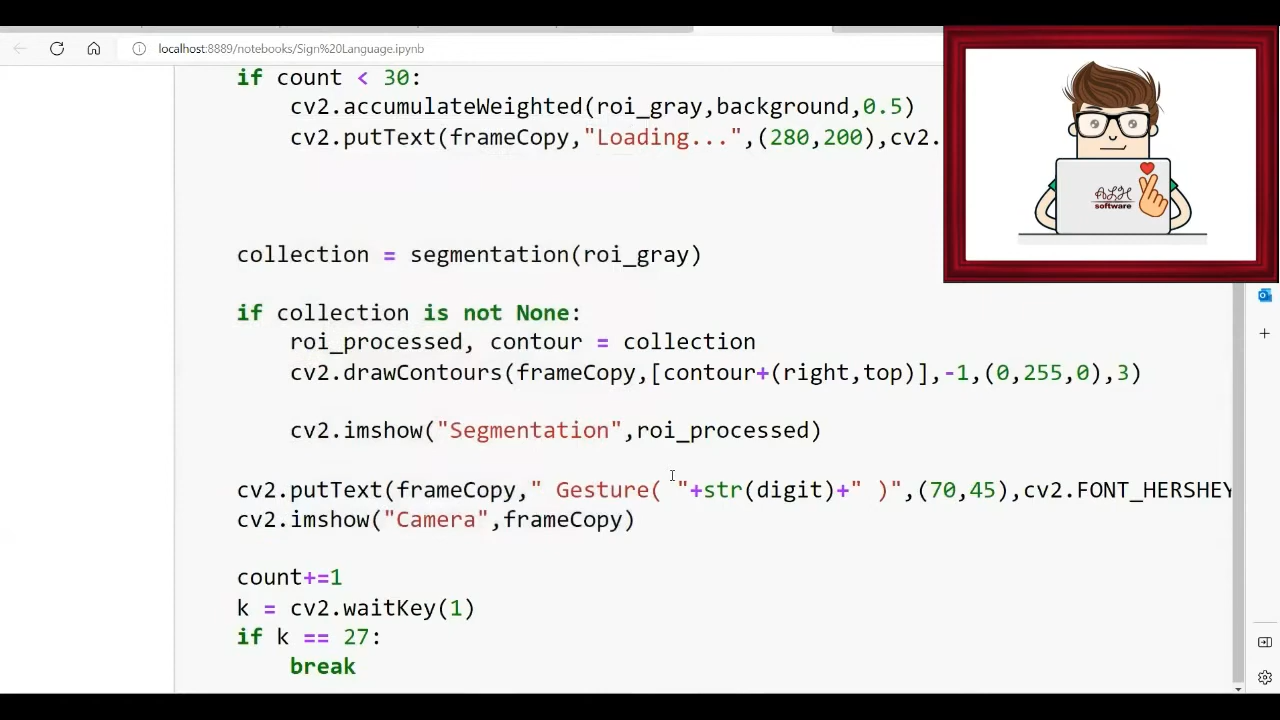 localhost:8889/notebooks/Sign%20Language.ipynb
if count < 30:
cv2.accumulateWeighted(roi_gray,background,0.5)
cv2.putText(frameCopy,"Loading...",(280,200),cv2.
collection = segmentation(roi_gray)
if collection is not None:
roi_processed, contour = collection
cv2.drawContours(frameCopy,[contour+(right,top)],-1,(0,255,0),3)
cv2.imshow("Segmentation",roi_processed)
cv2.putText(frameCopy," Gesture( "+str(digit)+" )",(70,45),cv2.FONT_HERSHEY
cv2.imshow("Camera",frameCopy)
count+=1
k = cv2.waitKey(1)
if k == 27:
break
ALH
software